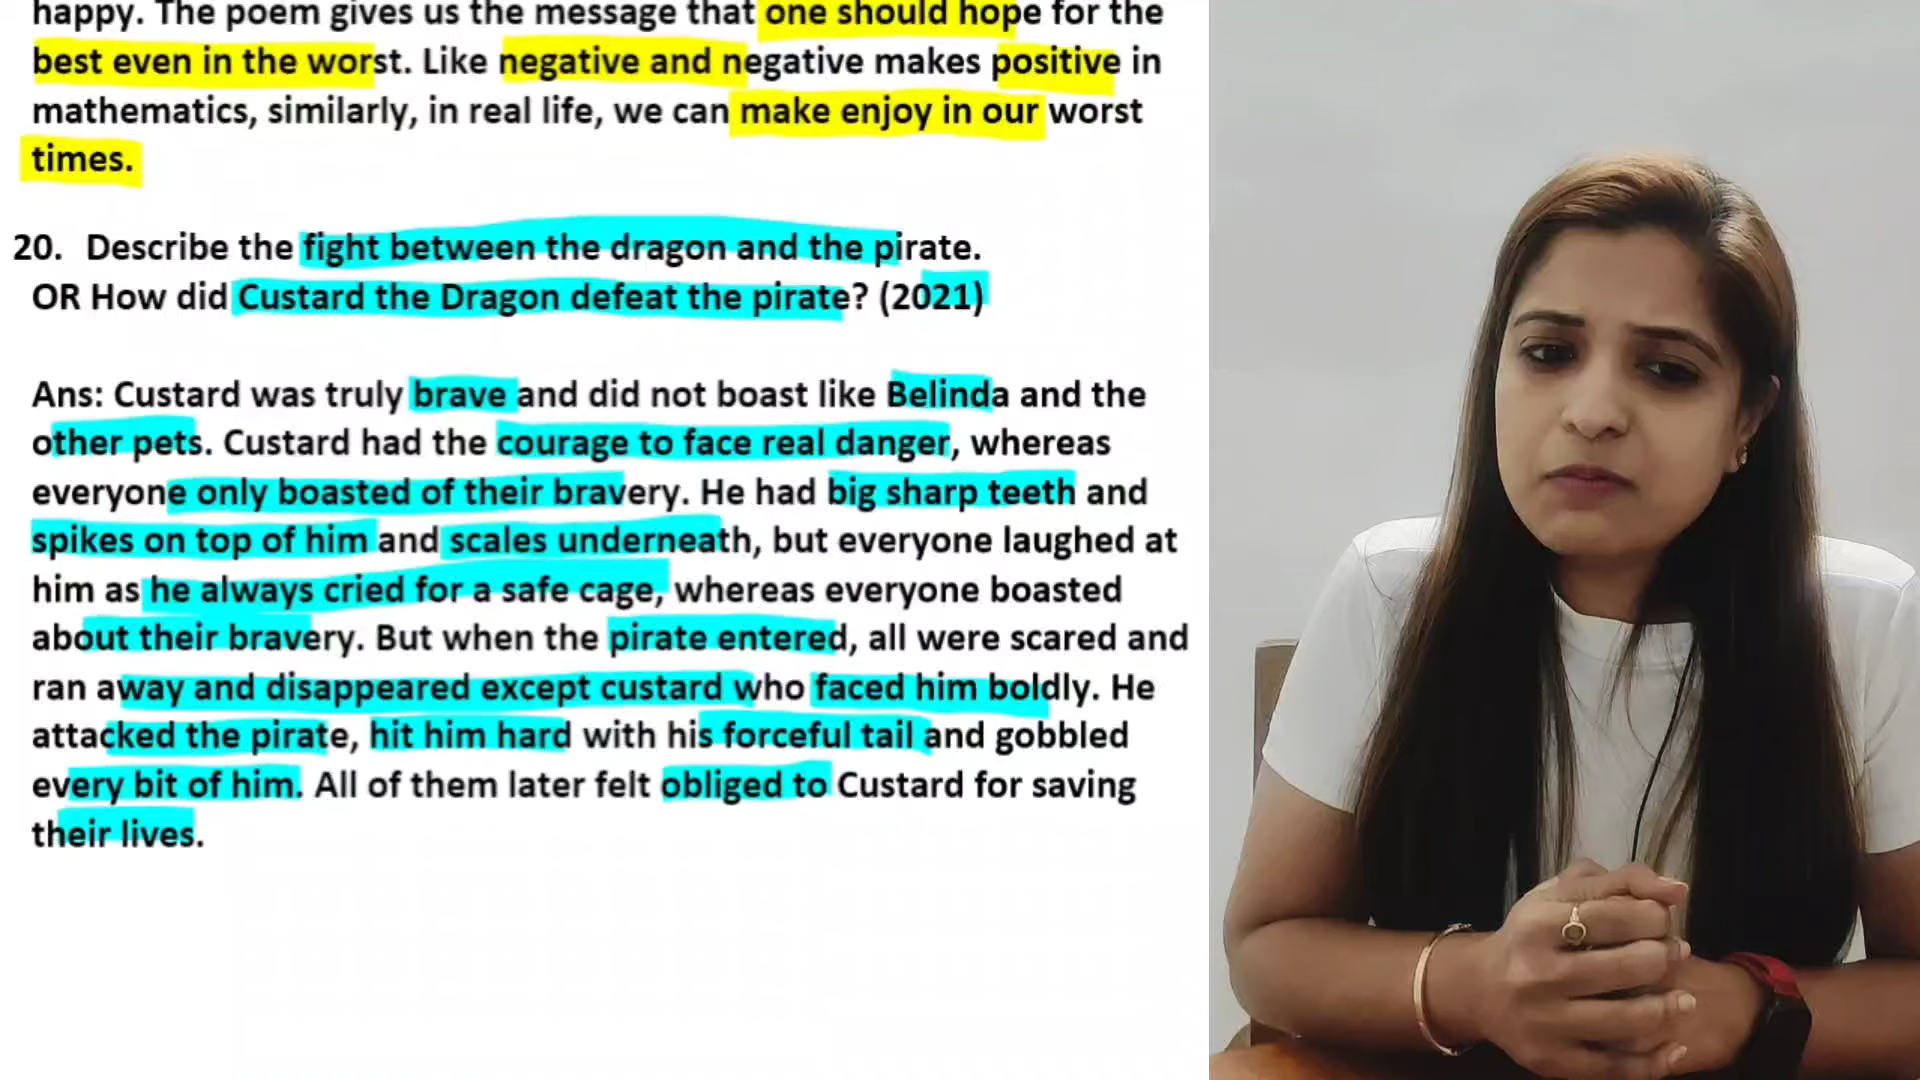 happy. The poem gives us the message that one should hope for the
best even in the worst. Like negative and negative makes positive in
mathematics, similarly, in real life, we can make enjoy in our worst
times.
20. Describe the fight between the dragon and the pirate.
OR How did Custard the Dragon defeat the pirate? (2021)
Ans: Custard was truly brave and did not boast like Belinda and the
other pets. Custard had the courage to face real danger, whereas
everyone only boasted of their bravery. He had big sharp teeth and
spikes on top of him and scales underneath, but everyone laughed at
him as he always cried for a safe cage, whereas everyone boasted
about their bravery. But when the pirate entered, all were scared and
ran away and disappeared except custard who faced him boldly. He
attacked the pirate, hit him hard with his forceful tail and gobbled
every bit of him. All of them later felt obliged to Custard for saving
their lives.